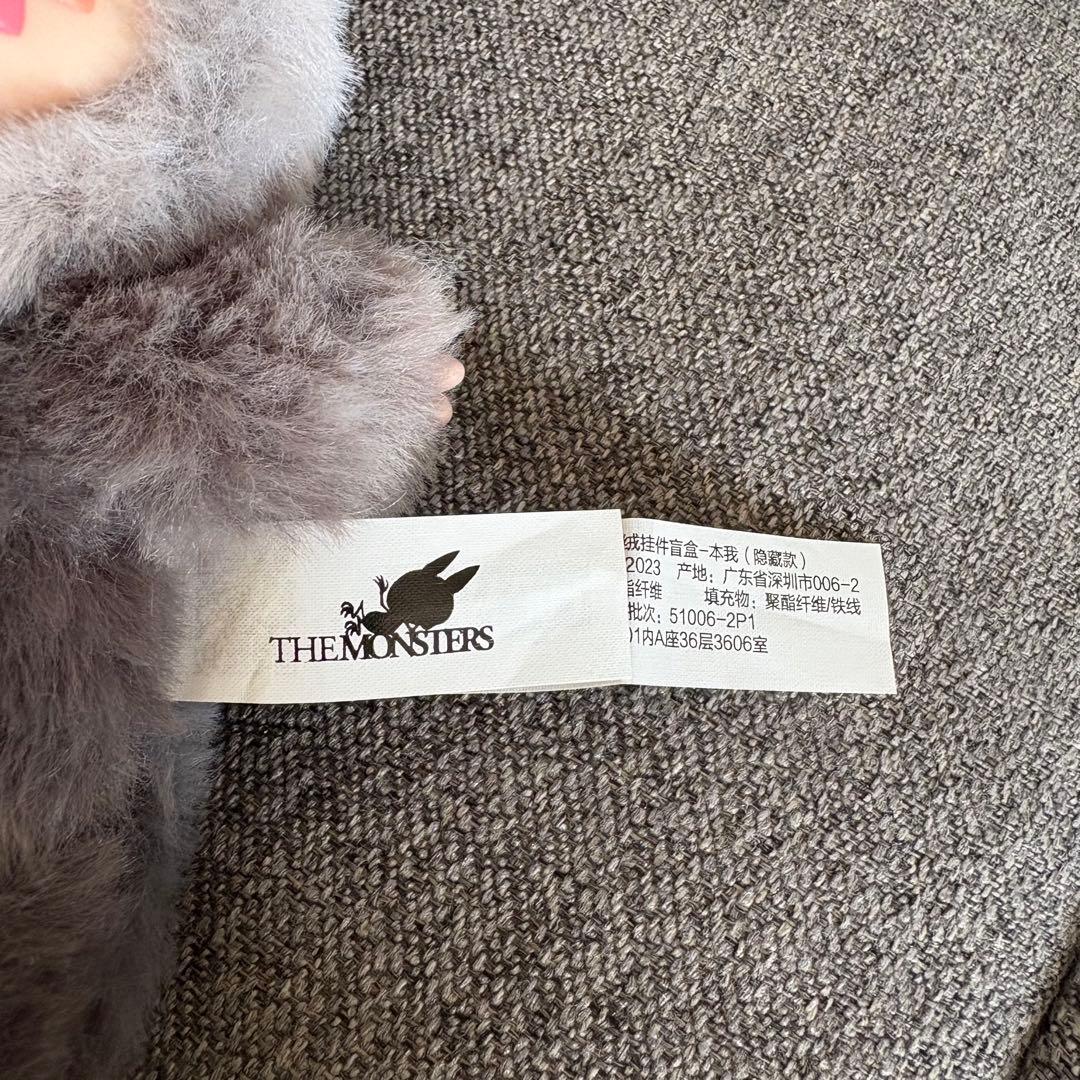 THE MONSTERS
绒挂件盲盒-本我（隐藏款）
2023 产地：广东省深圳市006-2
纤维 填充物：聚酯纤维/铁线
批次：51006-2P1
01内A座36层3606室